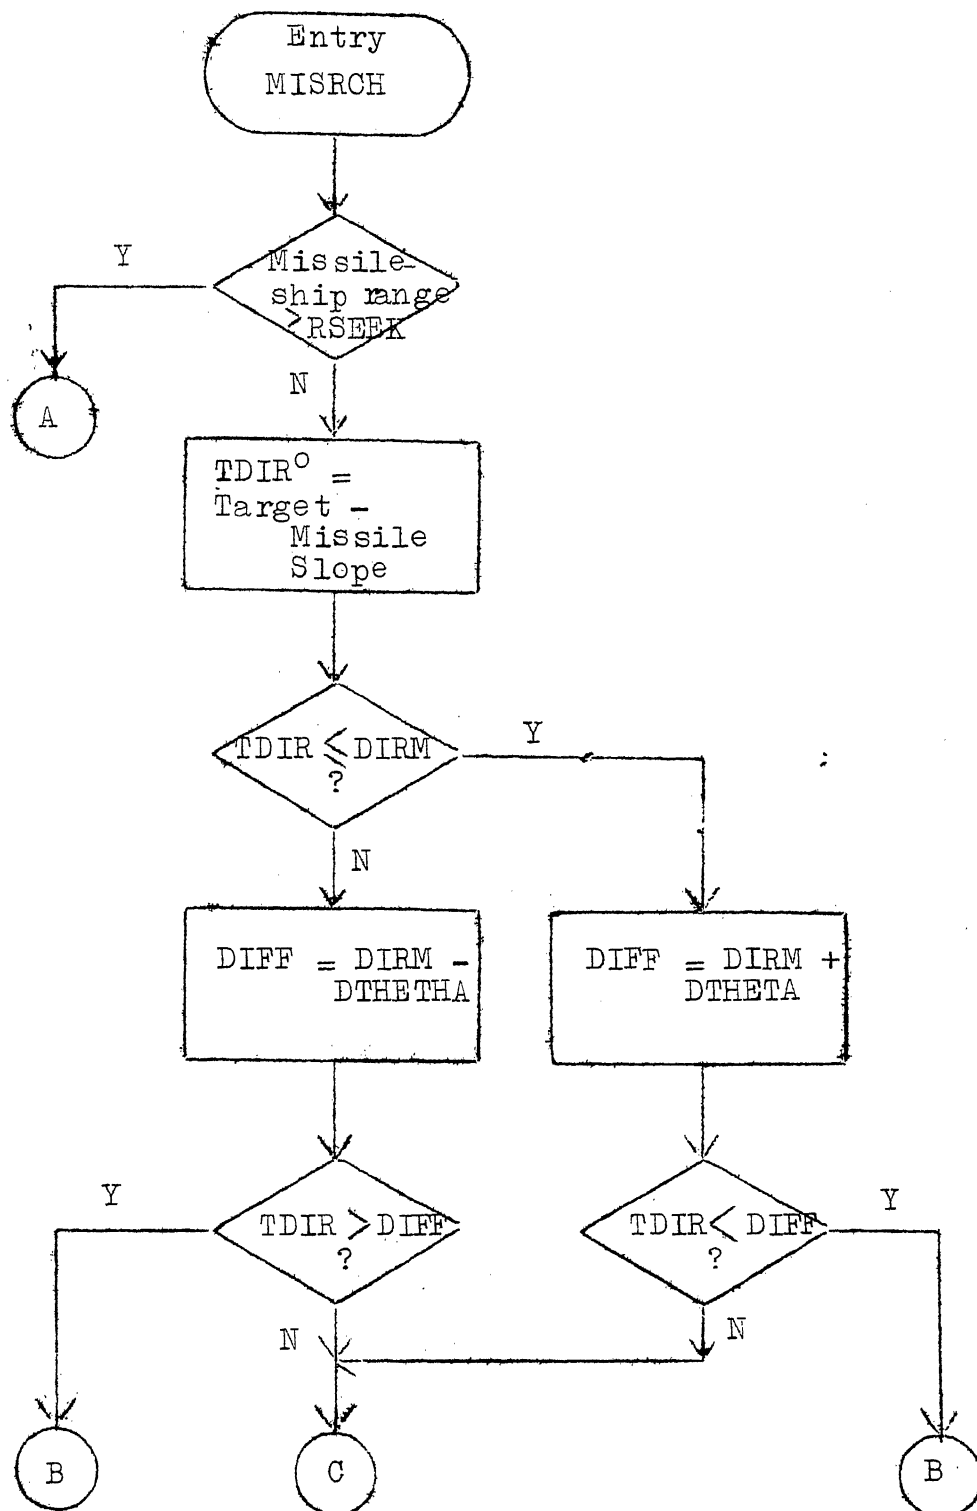 Entry
MISRCH
Y
Missile-
ship range
>RSEEK
N
A
TDIR° =
Target -
Missile
Slope
TDIR ≤ DIRM
?
Y
N
DIFF = DIRM -
DTHETHA
DIFF = DIRM +
DTHETA
Y
TDIR > DIFF
?
TDIR < DIFF
?
Y
N
N
B
C
B